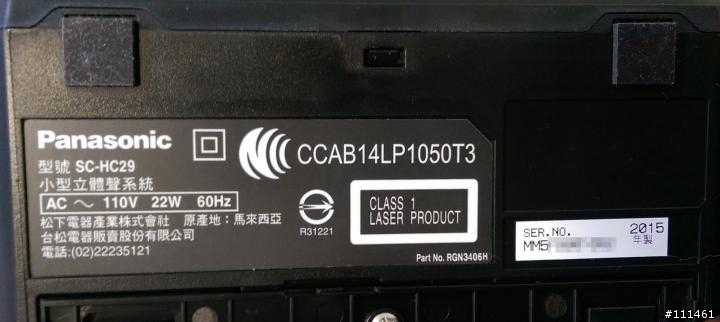 Panasonic
CCAB14LP1050T3
型號 SC-HC29
小型立體聲系統
AC ～ 110V 22W 60Hz
松下電器產業株式會社 原產地：馬來西亞
台松電器販賣股份有限公司
電話:(02)22235121
R31221
CLASS 1
LASER PRODUCT
Part No. RGN3406H
SER.NO. 2015
MM5 年製
#111461